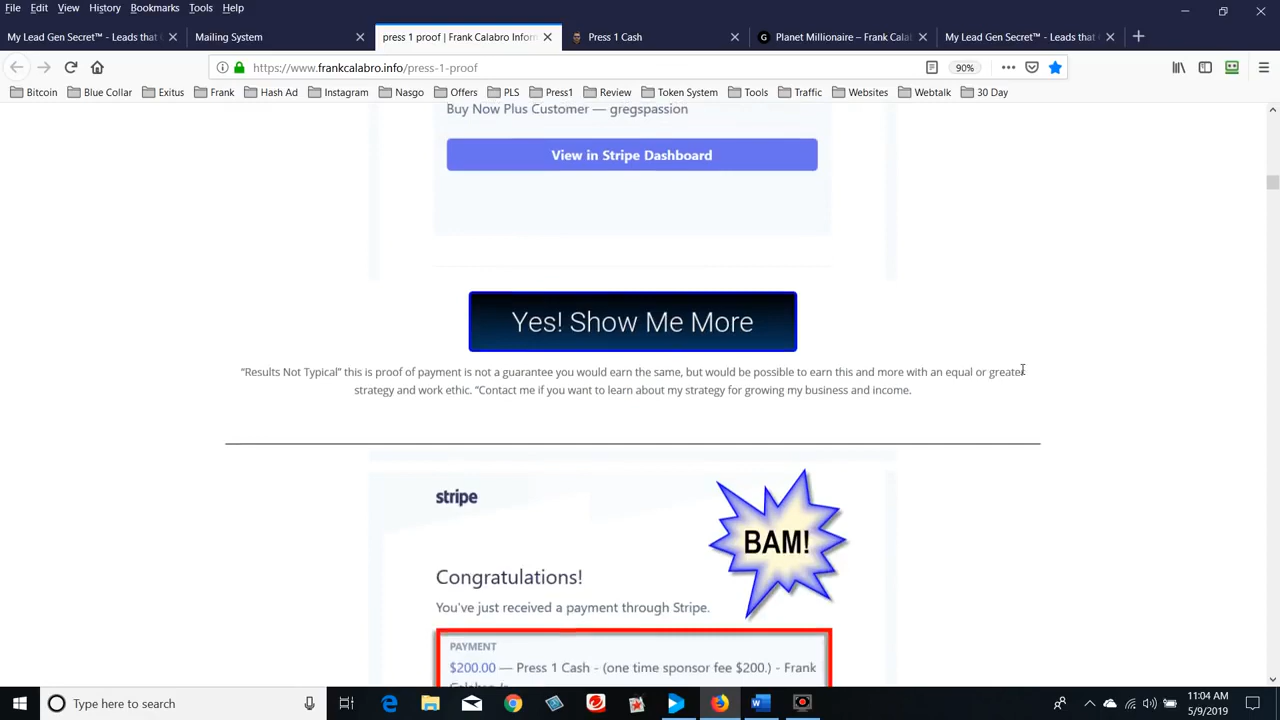 File Edit View History Bookmarks Tools Help
My Lead Gen Secret™ - Leads that Mailing System press 1 proof | Frank Calabro Inform Press 1 Cash Planet Millionaire – Frank Calab My Lead Gen Secret™ - Leads that
https://www.frankcalabro.info/press-1-proof 90%
Bitcoin Blue Collar Exitus Frank Hash Ad Instagram Nasgo Offers PLS Press1 Review Token System Tools Traffic Websites Webtalk 30 Day
Buy Now Plus Customer — gregspassion
View in Stripe Dashboard
Yes! Show Me More
“Results Not Typical” this is proof of payment is not a guarantee you would earn the same, but would be possible to earn this and more with an equal or greater
strategy and work ethic. “Contact me if you want to learn about my strategy for growing my business and income.
stripe
BAM!
Congratulations!
You've just received a payment through Stripe.
PAYMENT
$200.00 — Press 1 Cash - (one time sponsor fee $200.) - Frank
Type here to search
11:04 AM
5/9/2019